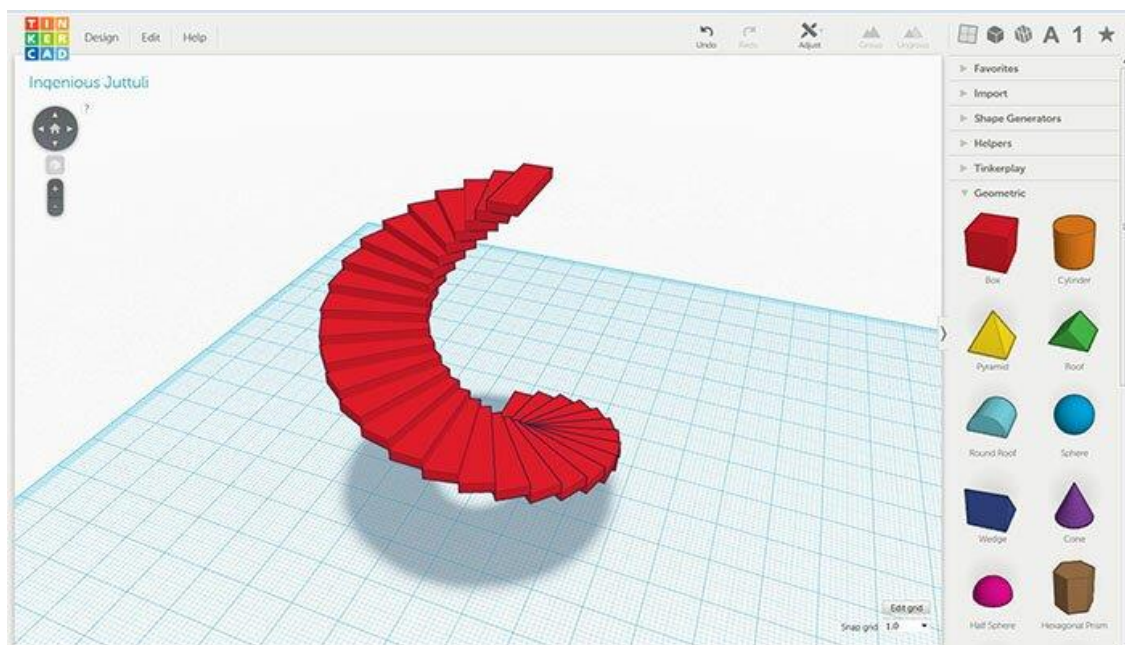 TIN
KER
CAD
Design Edit Help
Undo Redo Adjust Group Ungroup
A 1
Ingenious Juttuli
?
Favorites
Import
Shape Generators
Helpers
Tinkerplay
Geometric
Box Cylinder
Pyramid Roof
Round Roof Sphere
Wedge Cone
Half Sphere Hexagonal Prism
Edit grid
Snap grid 1.0